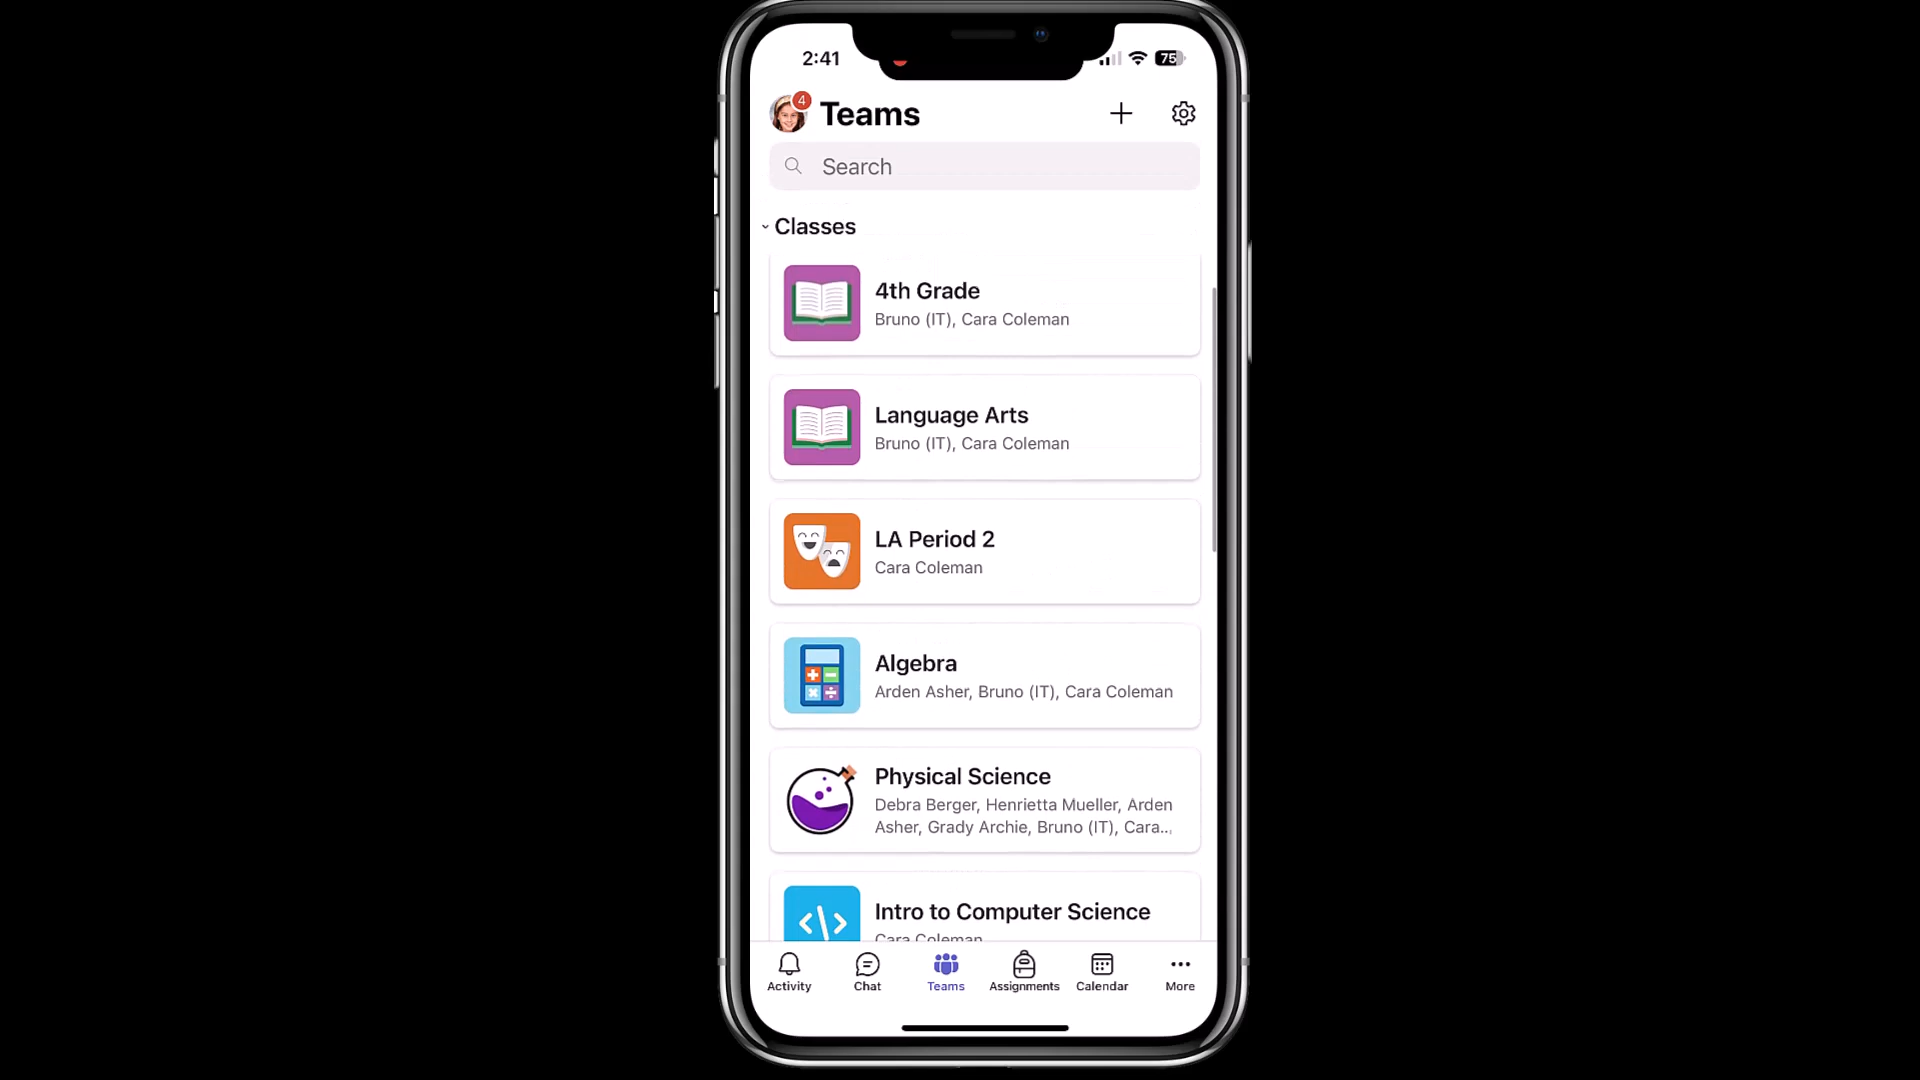 2:41
75
4
Teams
Search
Classes
4th Grade
Bruno (IT), Cara Coleman
Language Arts
Bruno (IT), Cara Coleman
LA Period 2
Cara Coleman
Algebra
Arden Asher, Bruno (IT), Cara Coleman
Physical Science
Debra Berger, Henrietta Mueller, Arden
Asher, Grady Archie, Bruno (IT), Cara...
Intro to Computer Science
Cara Coleman
Activity
Chat
Teams
Assignments
Calendar
More